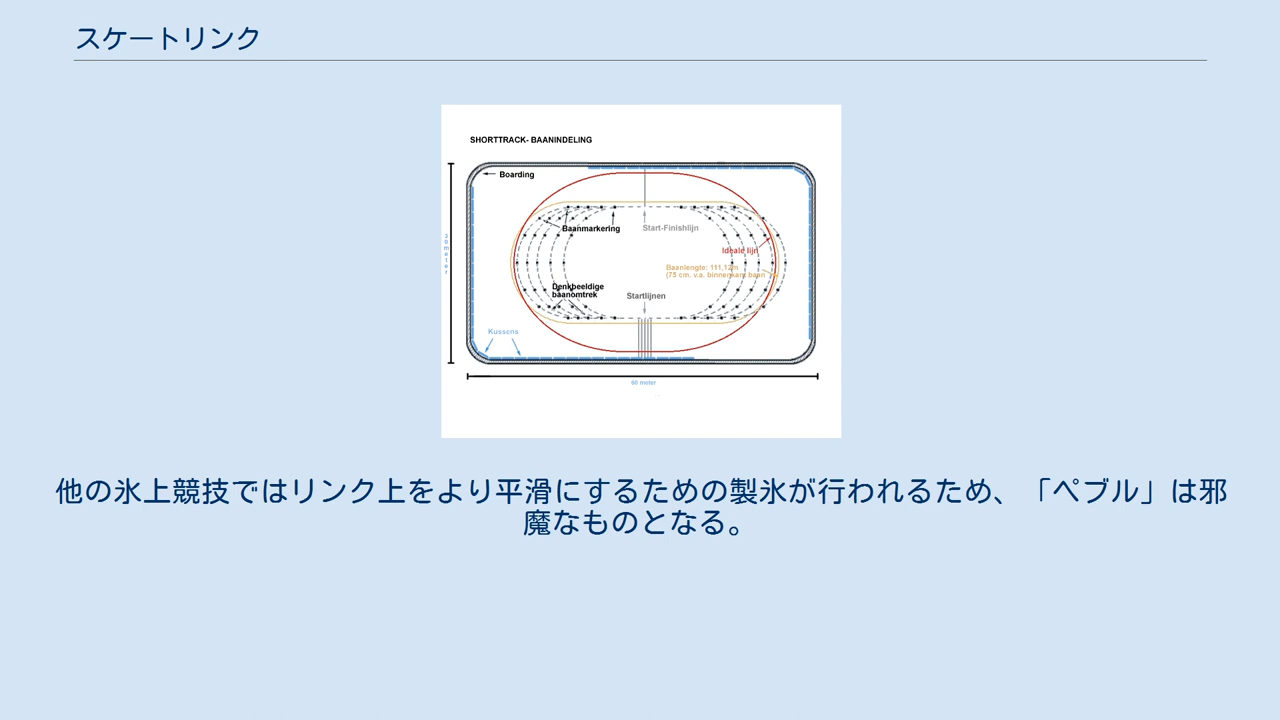 スケートリンク
SHORTTRACK- BAANINDELING
Boarding
Baanmarkering
Start-Finishlijn
Ideale lijn
Baanlengte: 111,12m
(75 cm. v.a. binnenkant baan
Denkbeeldige
baanomtrek
Startlijnen
Kussens
30meter
60 meter
他の氷上競技ではリンク上をより平滑にするための製氷が行われるため、「ペブル」は邪
魔なものとなる。